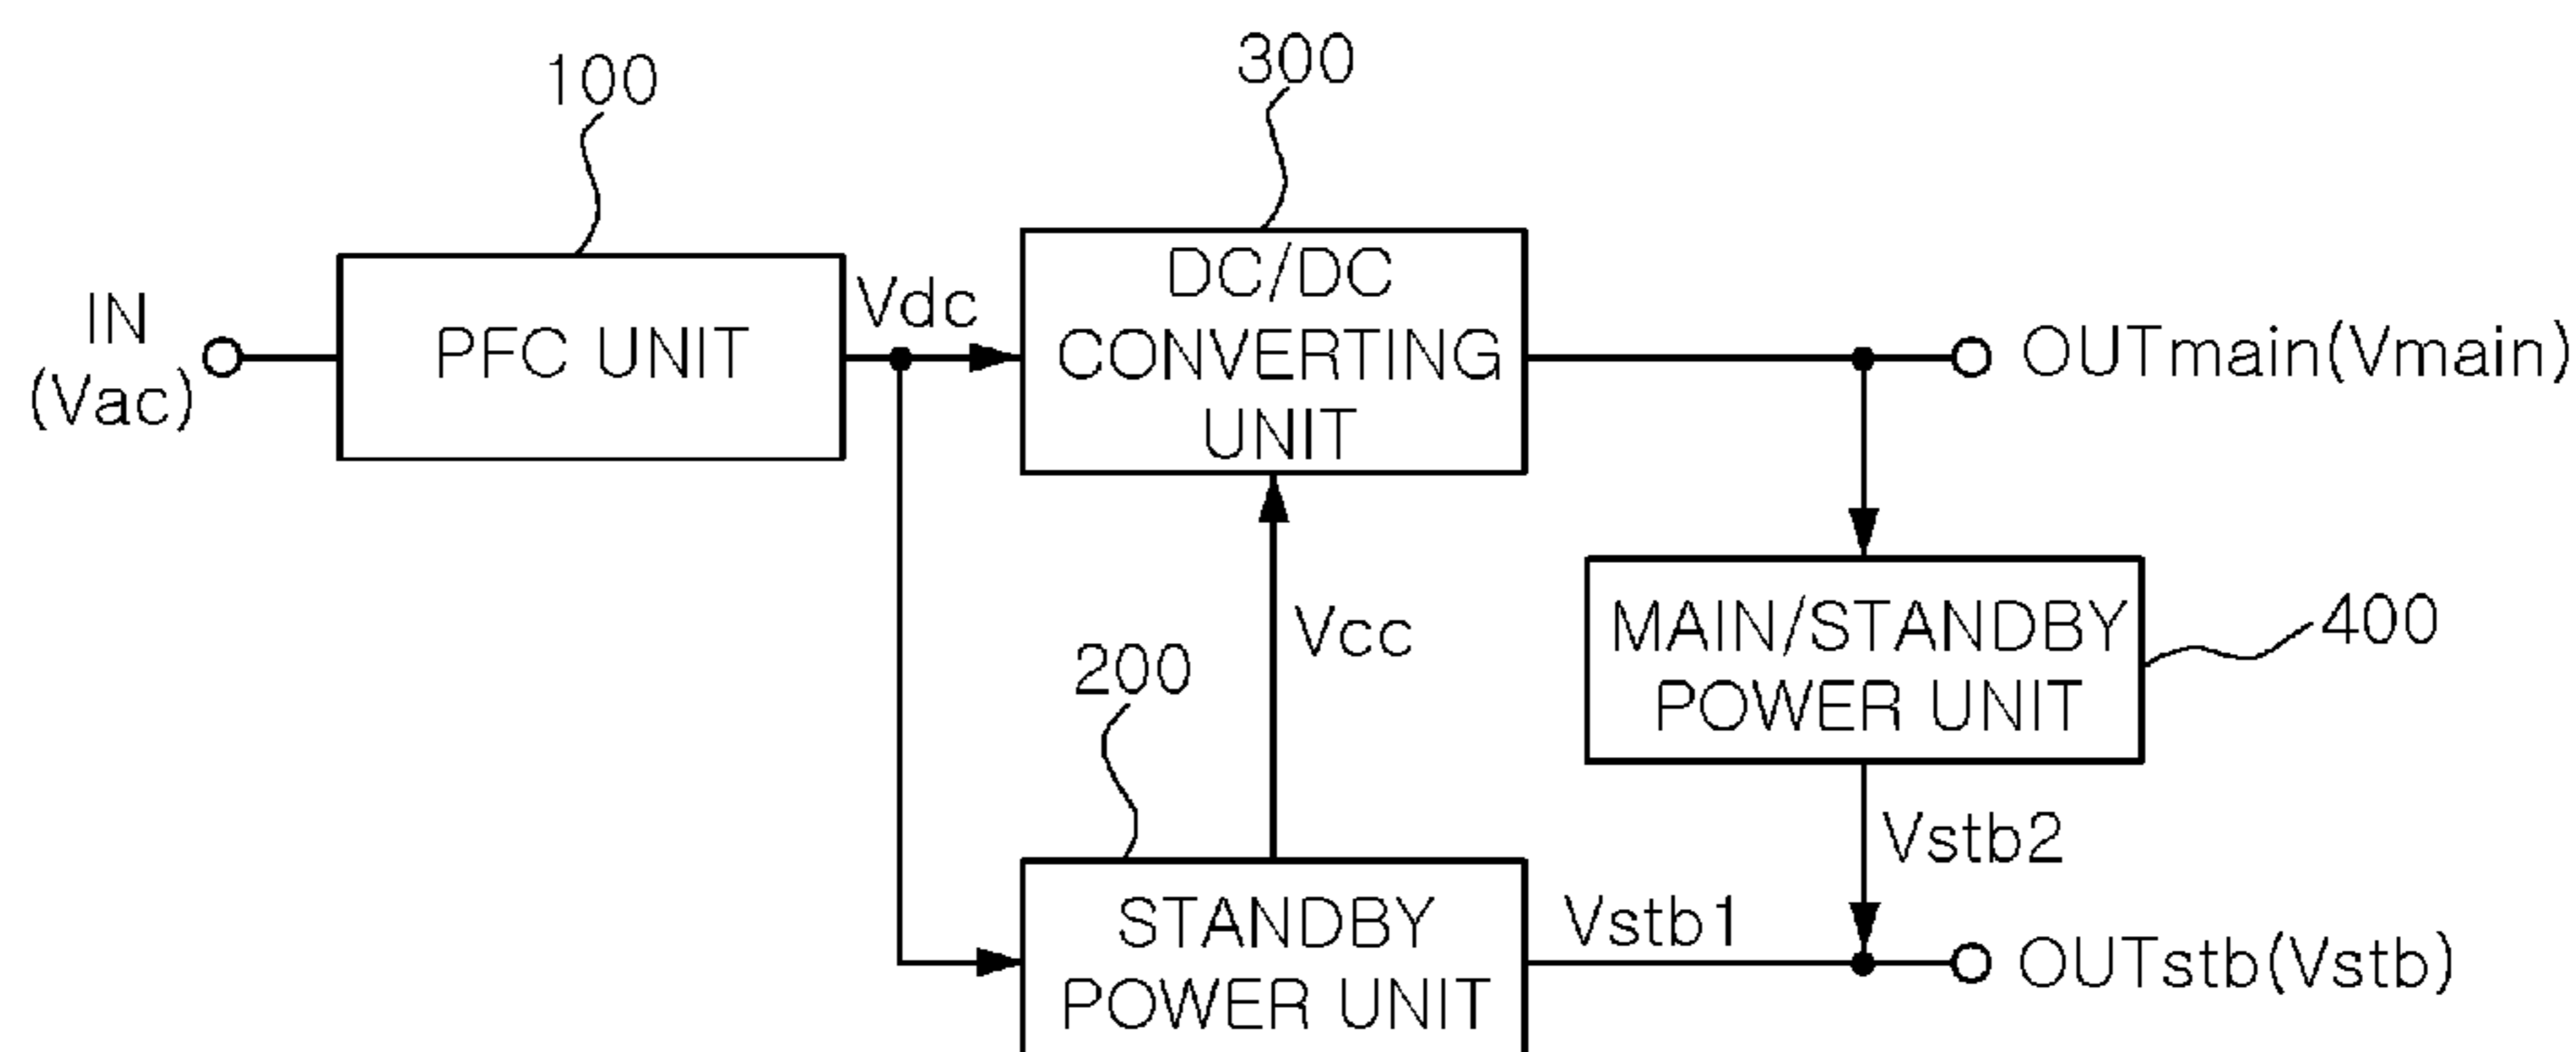 100
300
IN
(Vac)
PFC UNIT
Vdc
DC/DC
CONVERTING
UNIT
OUTmain(Vmain)
Vcc
MAIN/STANDBY
POWER UNIT
400
200
Vstb2
STANDBY
POWER UNIT
Vstb1
OUTstb(Vstb)